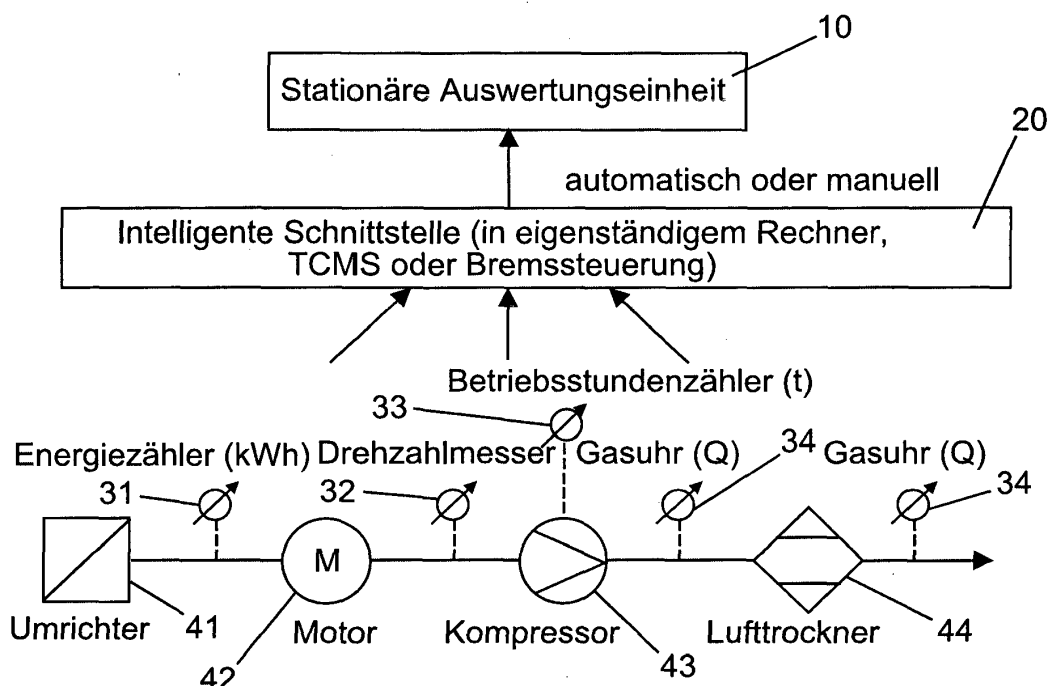 10
Stationäre Auswertungseinheit
20
automatisch oder manuell
Intelligente Schnittstelle (in eigenständigem Rechner,
TCMS oder Bremssteuerung)
Betriebsstundenzähler (t)
33
Energiezähler (kWh) Drehzahlmesser Gasuhr (Q) 34 Gasuhr (Q)
31 32 34
M
Umrichter 41 Motor Kompressor 43 Lufttrockner 44
42